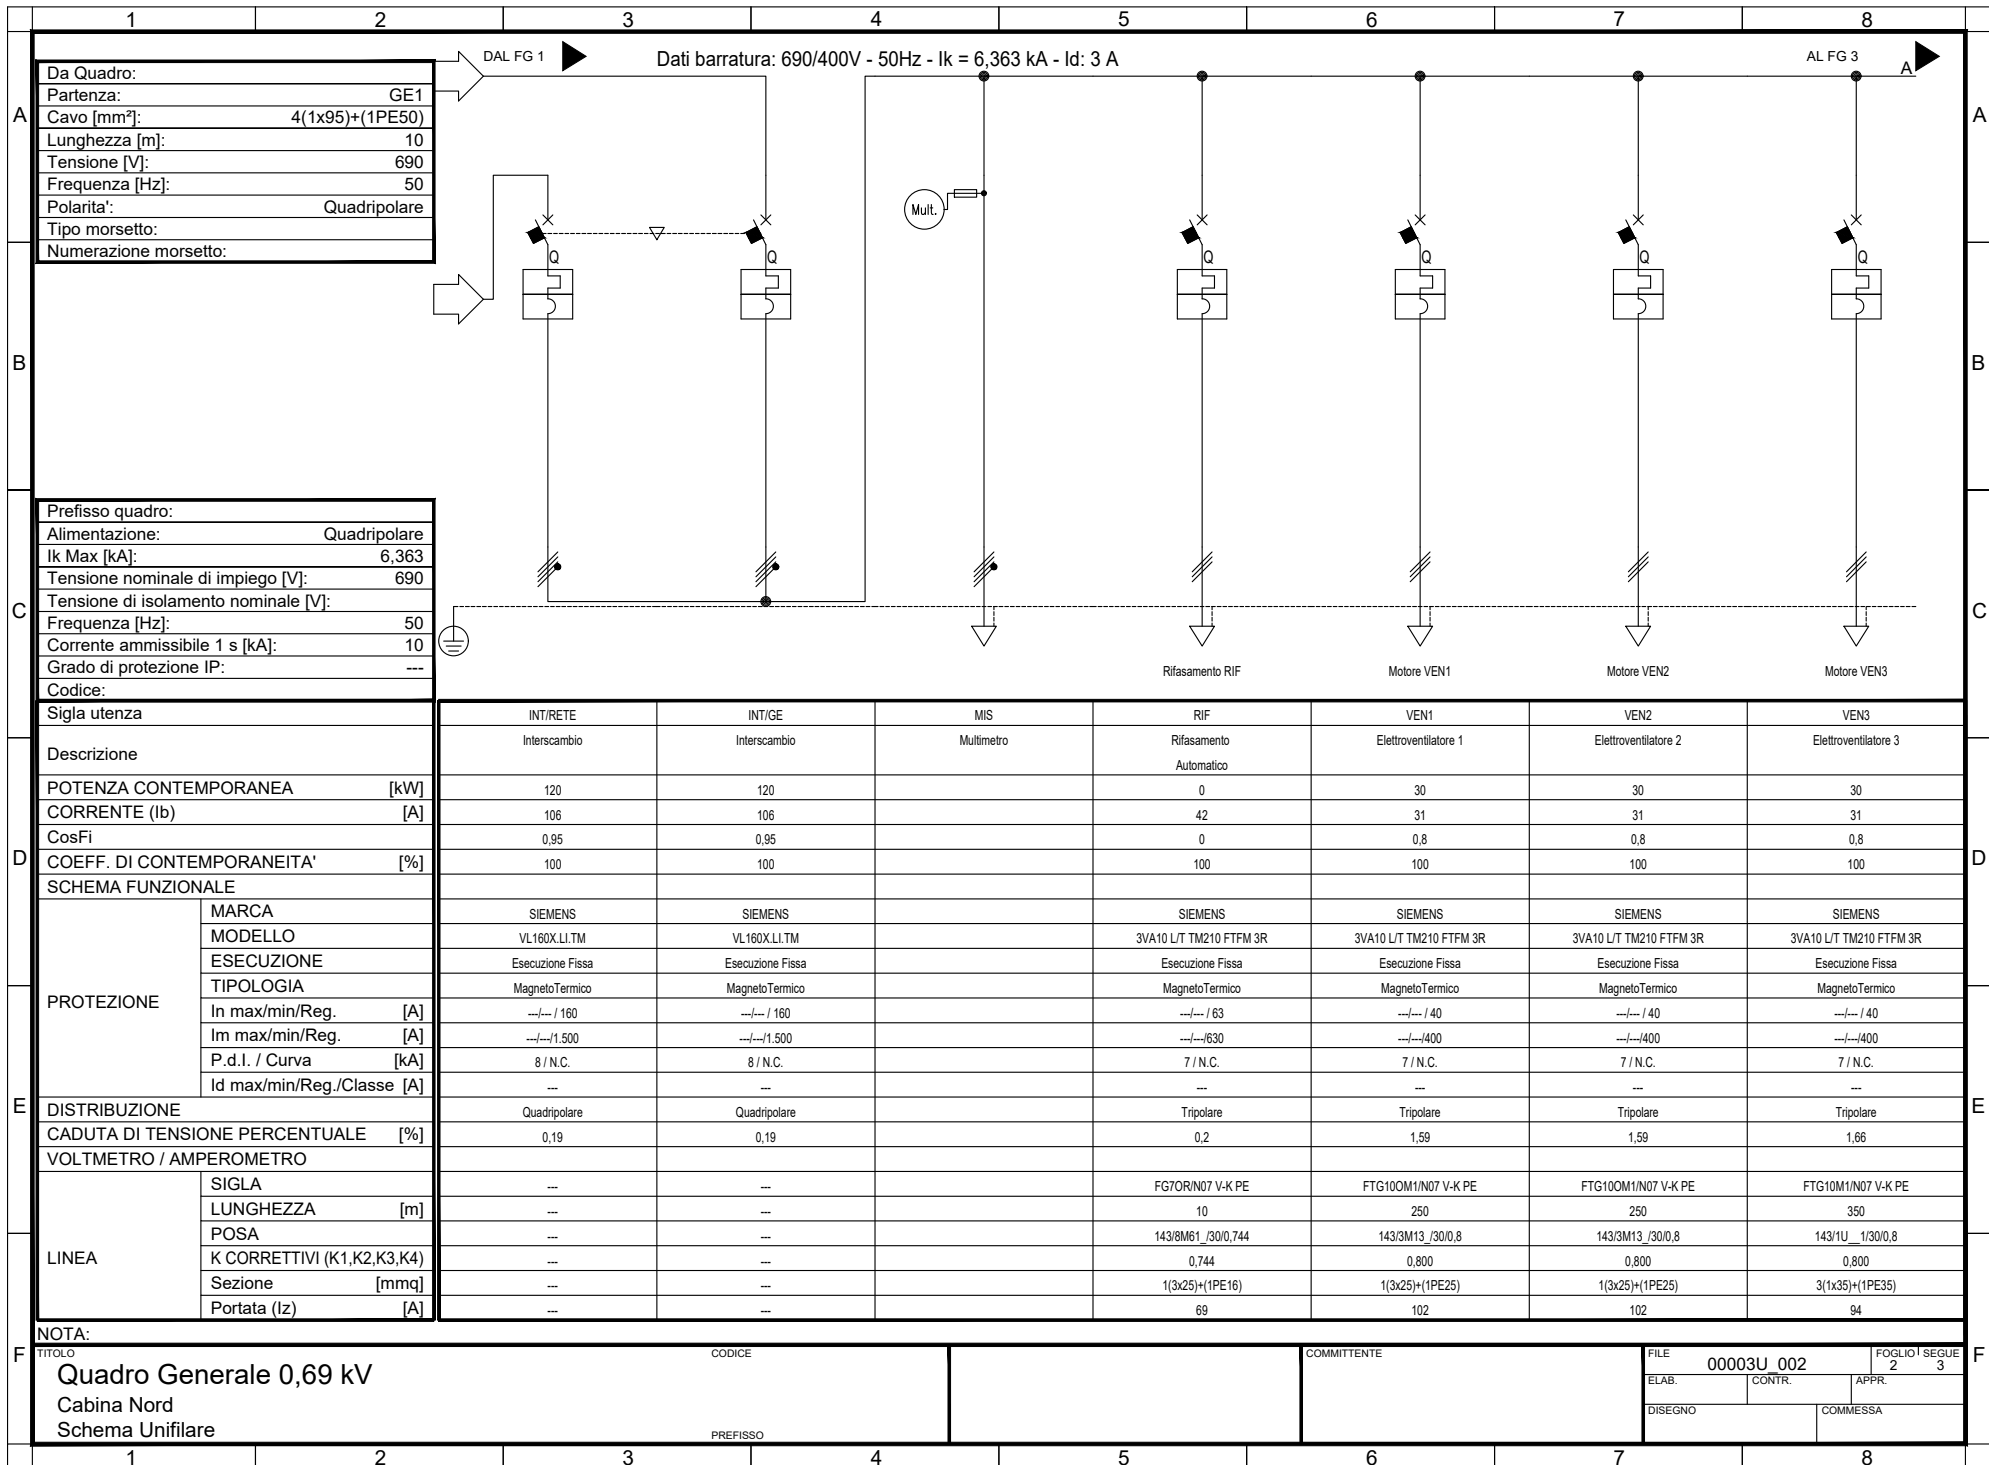 1 2 3 4 5 6 7 8
DAL FG 1
Dati barratura: 690/400V - 50Hz - Ik = 6,363 kA - Id: 3 A
AL FG 3
A
A
A
Da Quadro:
Partenza: GE1
Cavo [mm²]: 4(1x95)+(1PE50)
Lunghezza [m]: 10
Tensione [V]: 690
Frequenza [Hz]: 50
Polarita': Quadripolare
Tipo morsetto:
Numerazione morsetto:
Mult.
Q Q Q Q Q Q
B B
Prefisso quadro:
Alimentazione: Quadripolare
Ik Max [kA]: 6,363
Tensione nominale di impiego [V]: 690
Tensione di isolamento nominale [V]:
Frequenza [Hz]: 50
Corrente ammissibile 1 s [kA]: 10
Grado di protezione IP: ---
Codice:
C C
Rifasamento RIF Motore VEN1 Motore VEN2 Motore VEN3
Sigla utenza INT/RETE INT/GE MIS RIF VEN1 VEN2 VEN3
Descrizione Interscambio Interscambio Multimetro Rifasamento Elettroventilatore 1 Elettroventilatore 2 Elettroventilatore 3
Automatico
POTENZA CONTEMPORANEA [kW] 120 120 0 30 30 30
CORRENTE (Ib) [A] 106 106 42 31 31 31
CosFi 0,95 0,95 0 0,8 0,8 0,8
D D
COEFF. DI CONTEMPORANEITA' [%] 100 100 100 100 100 100
SCHEMA FUNZIONALE
PROTEZIONE
MARCA SIEMENS SIEMENS SIEMENS SIEMENS SIEMENS SIEMENS
MODELLO VL160X.LI.TM VL160X.LI.TM 3VA10 L/T TM210 FTFM 3R 3VA10 L/T TM210 FTFM 3R 3VA10 L/T TM210 FTFM 3R 3VA10 L/T TM210 FTFM 3R
ESECUZIONE Esecuzione Fissa Esecuzione Fissa Esecuzione Fissa Esecuzione Fissa Esecuzione Fissa Esecuzione Fissa
TIPOLOGIA MagnetoTermico MagnetoTermico MagnetoTermico MagnetoTermico MagnetoTermico MagnetoTermico
In max/min/Reg. [A] ---/--- / 160 ---/--- / 160 ---/--- / 63 ---/--- / 40 ---/--- / 40 ---/--- / 40
Im max/min/Reg. [A] ---/---/1.500 ---/---/1.500 ---/---/630 ---/---/400 ---/---/400 ---/---/400
P.d.I. / Curva [kA] 8 / N.C. 8 / N.C. 7 / N.C. 7 / N.C. 7 / N.C. 7 / N.C.
Id max/min/Reg./Classe [A] --- --- --- --- --- ---
E E
DISTRIBUZIONE Quadripolare Quadripolare Tripolare Tripolare Tripolare Tripolare
CADUTA DI TENSIONE PERCENTUALE [%] 0,19 0,19 0,2 1,59 1,59 1,66
VOLTMETRO / AMPEROMETRO
LINEA
SIGLA --- --- FG7OR/N07 V-K PE FTG10OM1/N07 V-K PE FTG10OM1/N07 V-K PE FTG10M1/N07 V-K PE
LUNGHEZZA [m] --- --- 10 250 250 350
POSA --- --- 143/8M61_/30/0,744 143/3M13_/30/0,8 143/3M13_/30/0,8 143/1U__1/30/0,8
K CORRETTIVI (K1,K2,K3,K4) --- --- 0,744 0,800 0,800 0,800
Sezione [mmq] --- --- 1(3x25)+(1PE16) 1(3x25)+(1PE25) 1(3x25)+(1PE25) 3(1x35)+(1PE35)
Portata (Iz) [A] --- --- 69 102 102 94
NOTA:
F F
TITOLO CODICE COMMITTENTE FILE FOGLIO SEGUE
Quadro Generale 0,69 kV 00003U_002 2 3
ELAB. CONTR. APPR.
Cabina Nord
DISEGNO COMMESSA
Schema Unifilare
PREFISSO
1 2 3 4 5 6 7 8